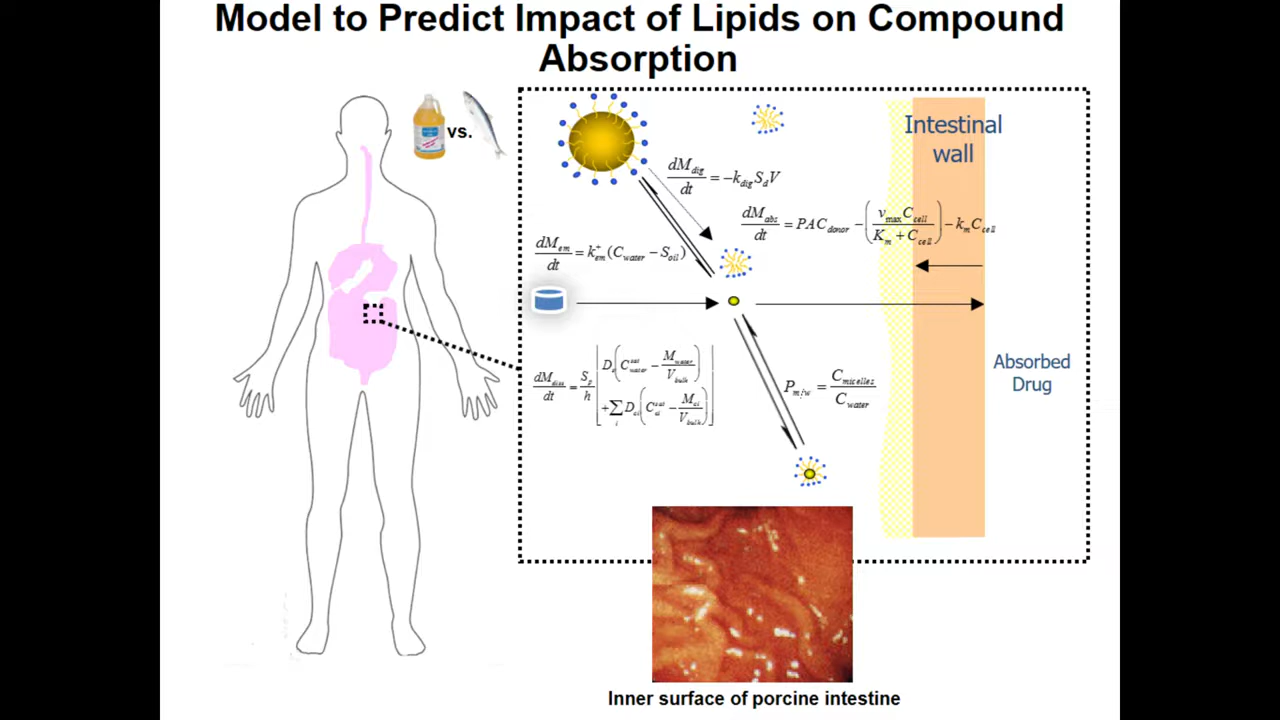 Model to Predict Impact of Lipids on Compound
Absorption
vs.
Intestinal
wall
dM_dig/dt = −k_dig S_d V
dM_abs/dt = PAC_donor − (v_max C_cell / (K_m + C_cell)) − k_m C_cell
dM_em/dt = k_em^+ (C_water − S_oil)
dM_diss/dt = S_p/h [D_s (C_water^sat − M_water/V_bulk) + ∑_i D_ci (C_ci^sat − M_ci/V_bulk)]
P_m/w = C_micelles/C_water
Absorbed
Drug
Inner surface of porcine intestine